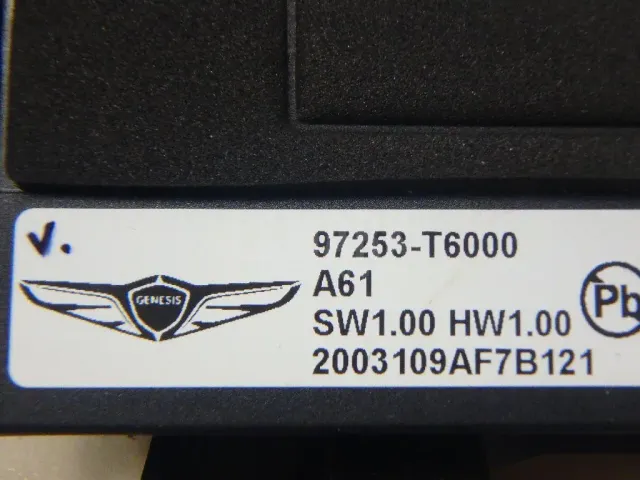 v.
GENESIS
97253-T6000
A61
SW1.00 HW1.00
2003109AF7B121
Pb